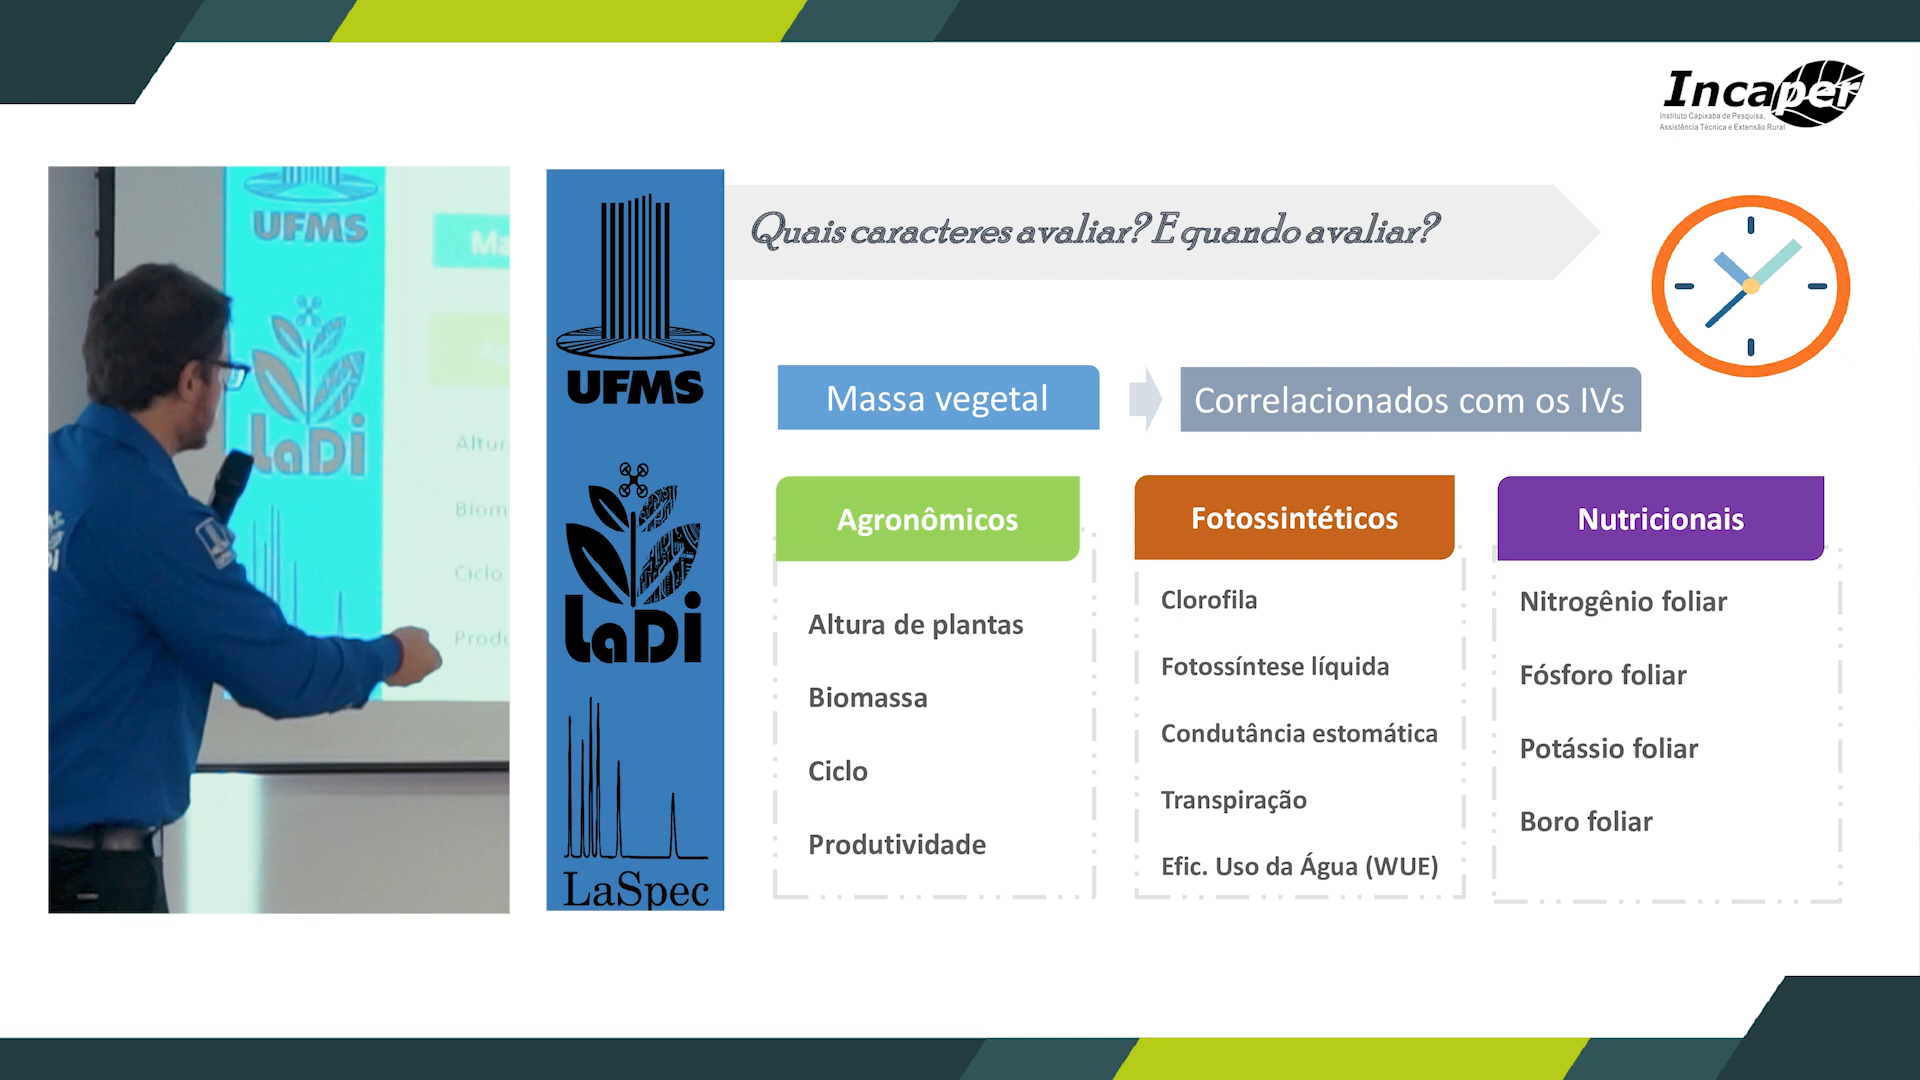 Incaper
Instituto Capixaba de Pesquisa,
Assistência Técnica e Extensão Rural
UFMS
Ma
LaDi
Altur
Biom
Ciclo
Produ
UFMS
LaDi
LaSpec
Quais caracteres avaliar? E quando avaliar?
Massa vegetal
Correlacionados com os IVs
Agronômicos
Altura de plantas
Biomassa
Ciclo
Produtividade
Fotossintéticos
Clorofila
Fotossíntese líquida
Condutância estomática
Transpiração
Efic. Uso da Água (WUE)
Nutricionais
Nitrogênio foliar
Fósforo foliar
Potássio foliar
Boro foliar